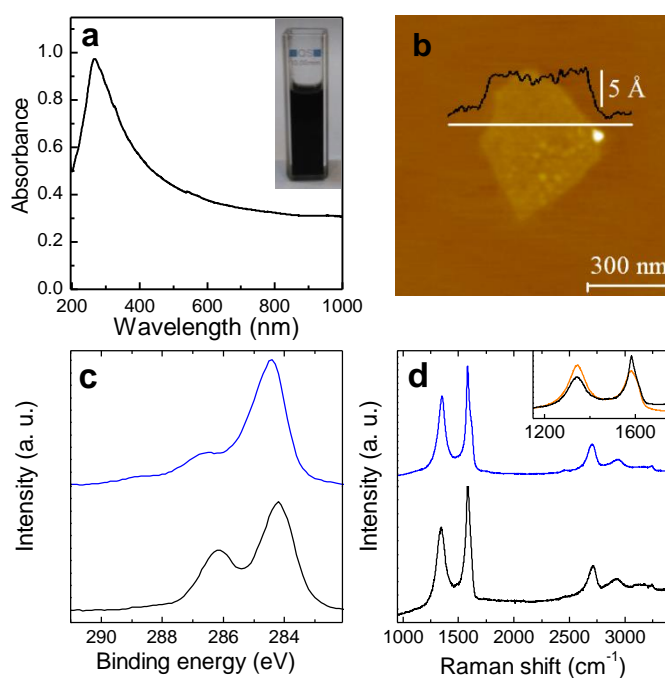 a
1.0
0.8
0.6
0.4
0.2
0.0
Absorbance
200 400 600 800 1000
Wavelength (nm)
QS
b
5 Å
300 nm
c
Intensity (a. u.)
290 288 286 284
Binding energy (eV)
d
1200 1600
Intensity (a. u.)
1000 1500 2000 2500 3000
Raman shift (cm⁻¹)